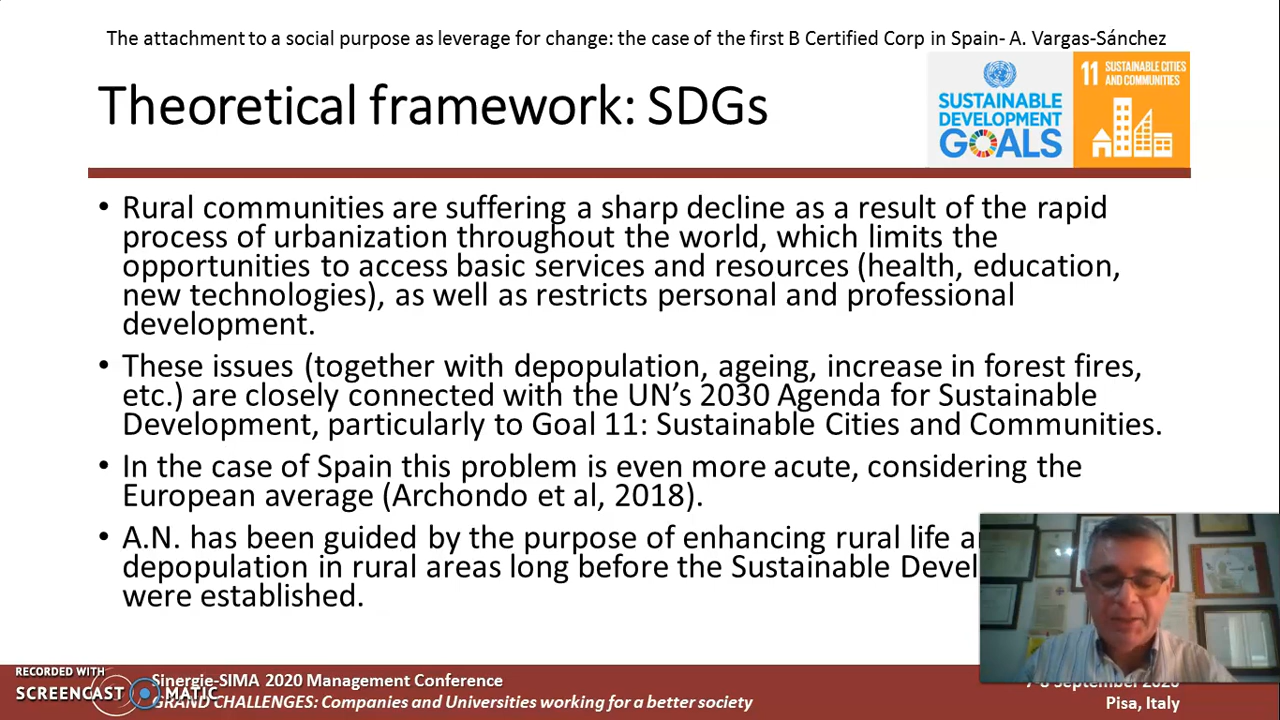 The attachment to a social purpose as leverage for change: the case of the first B Certified Corp in Spain- A. Vargas-Sánchez
Theoretical framework: SDGs
SUSTAINABLE
DEVELOPMENT
GOALS
11 SUSTAINABLE CITIES
AND COMMUNITIES
• Rural communities are suffering a sharp decline as a result of the rapid
process of urbanization throughout the world, which limits the
opportunities to access basic services and resources (health, education,
new technologies), as well as restricts personal and professional
development.
• These issues (together with depopulation, ageing, increase in forest fires,
etc.) are closely connected with the UN’s 2030 Agenda for Sustainable
Development, particularly to Goal 11: Sustainable Cities and Communities.
• In the case of Spain this problem is even more acute, considering the
European average (Archondo et al, 2018).
• A.N. has been guided by the purpose of enhancing rural life
depopulation in rural areas long before the Sustainable
were established.
RECORDED WITH
SCREENCAST MATIC
Sinergie-SIMA 2020 Management Conference
GRAND CHALLENGES: Companies and Universities working for a better society
7-8 September 2020
Pisa, Italy